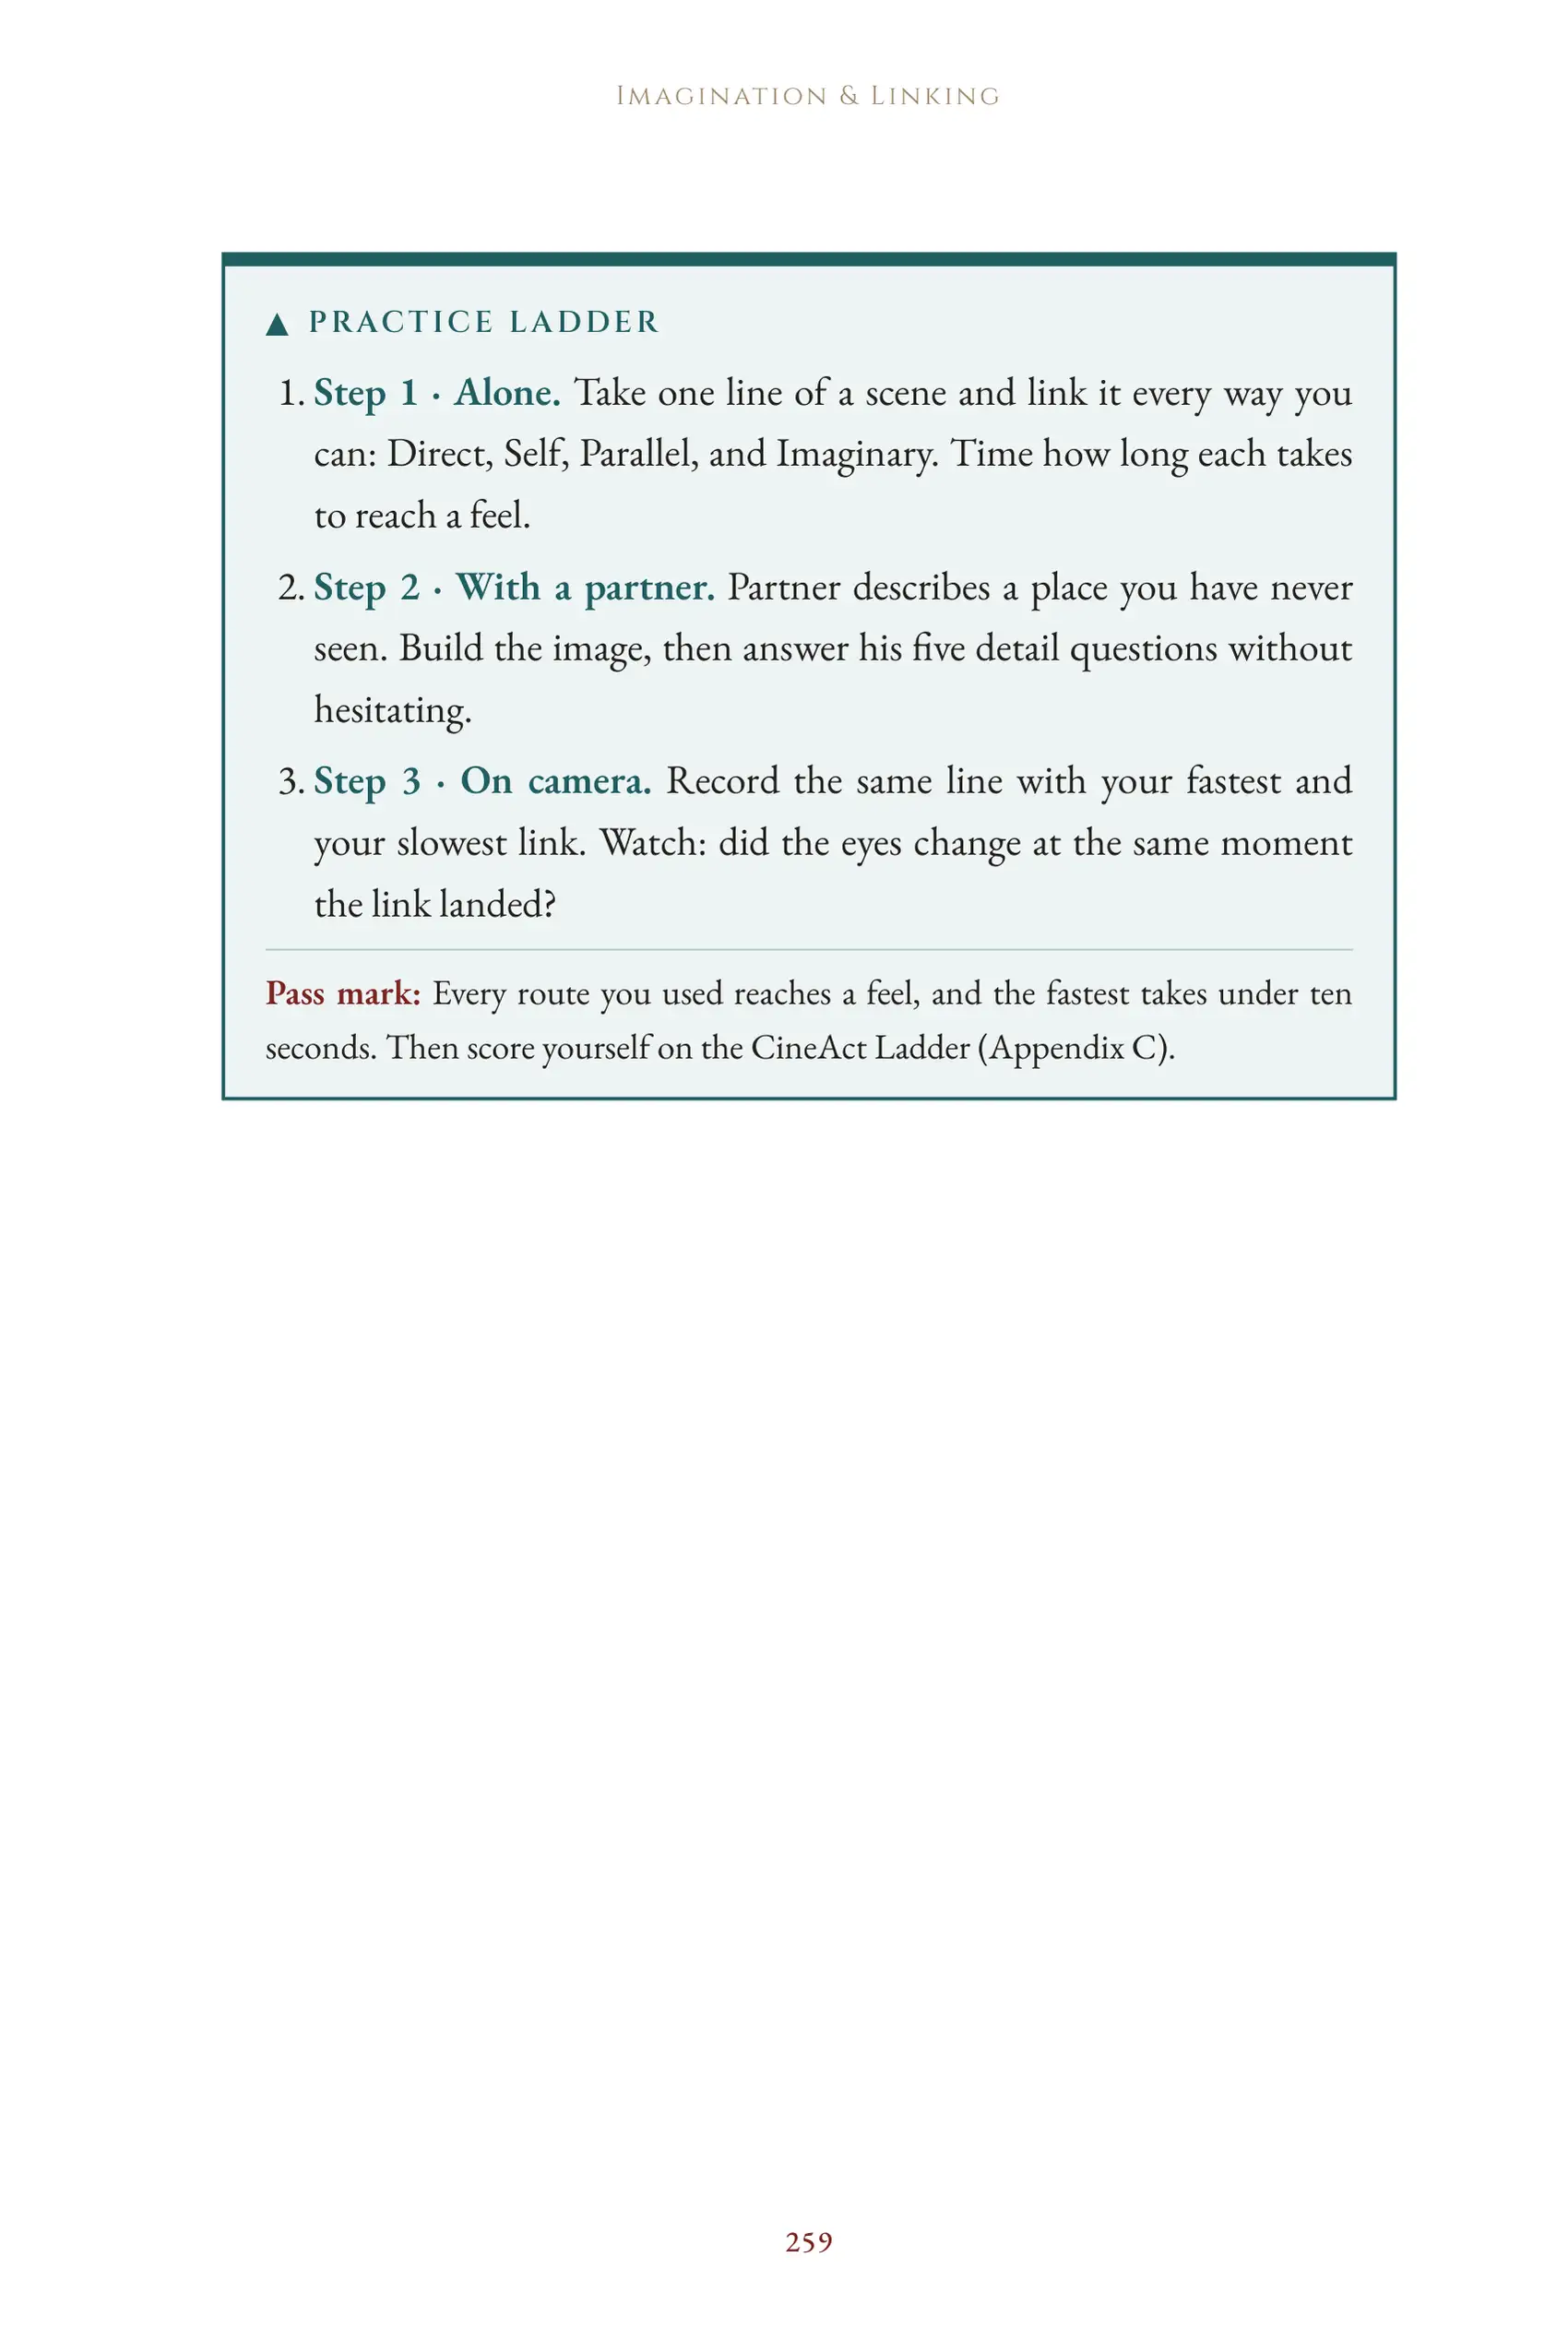 Imagination & Linking
▲ PRACTICE LADDER
1. Step 1 · Alone. Take one line of a scene and link it every way you
can: Direct, Self, Parallel, and Imaginary. Time how long each takes
to reach a feel.
2. Step 2 · With a partner. Partner describes a place you have never
seen. Build the image, then answer his five detail questions without
hesitating.
3. Step 3 · On camera. Record the same line with your fastest and
your slowest link. Watch: did the eyes change at the same moment
the link landed?
Pass mark: Every route you used reaches a feel, and the fastest takes under ten
seconds. Then score yourself on the CineAct Ladder (Appendix C).
259